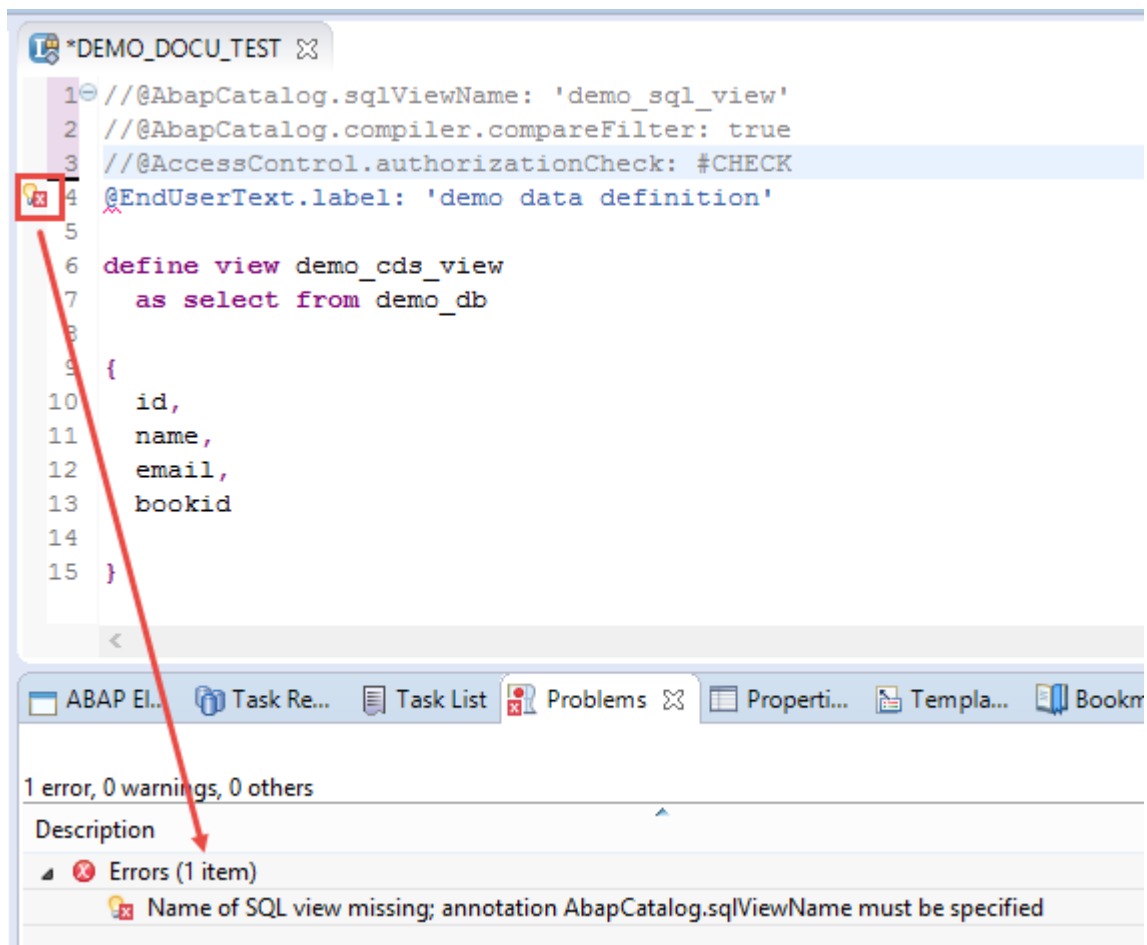 *DEMO_DOCU_TEST
1 //@AbapCatalog.sqlViewName: 'demo_sql_view'
2 //@AbapCatalog.compiler.compareFilter: true
3 //@AccessControl.authorizationCheck: #CHECK
4 @EndUserText.label: 'demo data definition'
5
6 define view demo_cds_view
7 as select from demo_db
8
9 {
10 id,
11 name,
12 email,
13 bookid
14
15 }
ABAP El... Task Re... Task List Problems Properti... Templa... Bookm
1 error, 0 warnings, 0 others
Description
Errors (1 item)
Name of SQL view missing; annotation AbapCatalog.sqlViewName must be specified